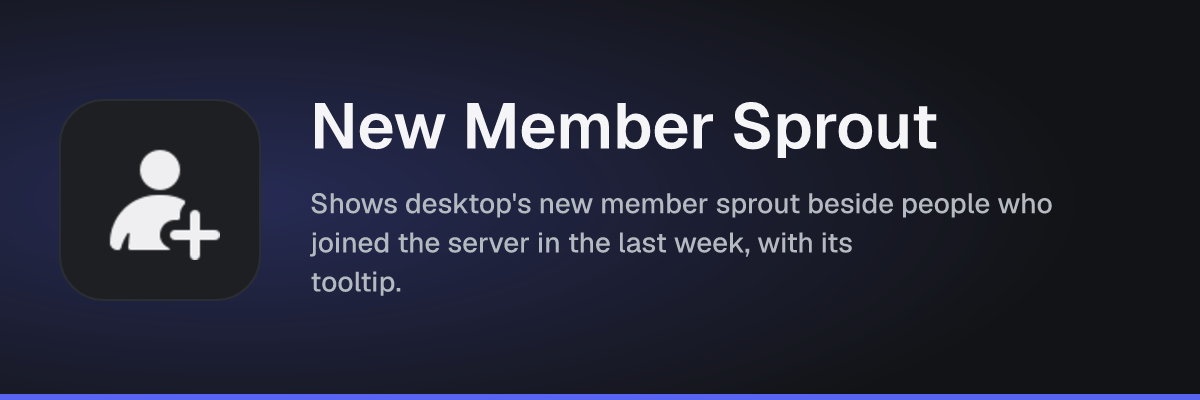 New Member Sprout
Shows desktop's new member sprout beside people who
joined the server in the last week, with its
tooltip.